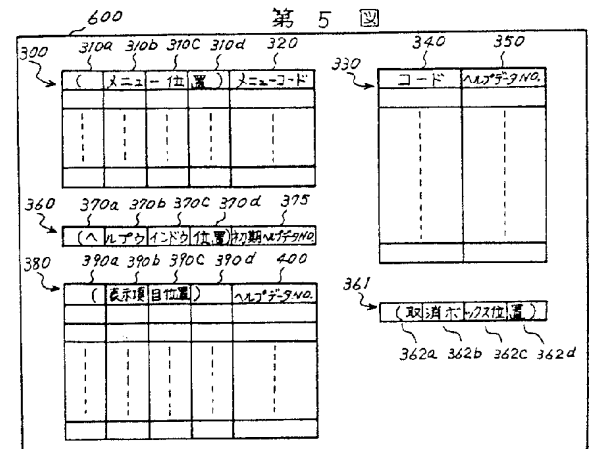 第 5 図
600
300 310a 310b 310c 310d 320
( メニュー位置) メニューコード
330 340 350
コード ヘルプデータNO.
360 370a 370b 370c 370d 375
(ヘルプウインドウ位置)初期ヘルプデータNO.
380 390a 390b 390c 390d 400
( 表示項目位置) ヘルプデータNO.
361
(取消ボックス位置)
362a 362b 362c 362d